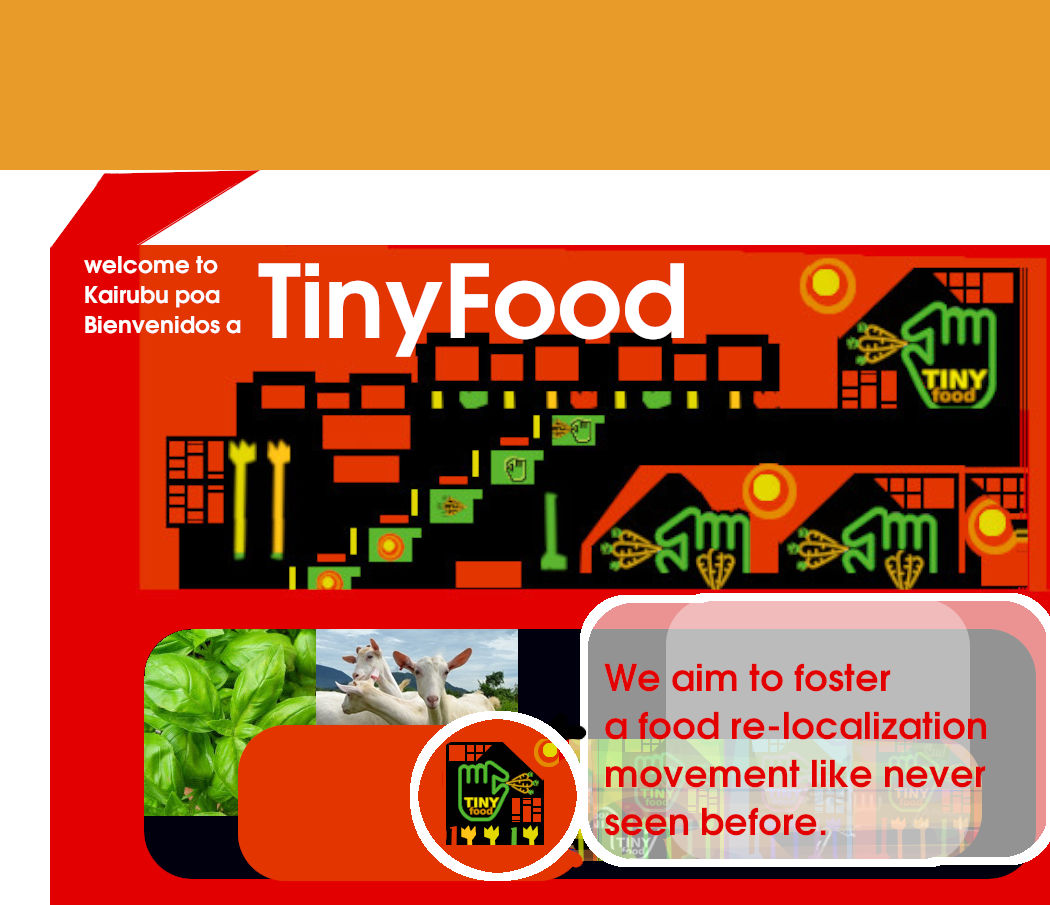 welcome to
Kairubu poa
Bienvenidos a
TinyFood
TINY
food
We aim to foster
a food re-localization
movement like never
seen before.
TINY
food